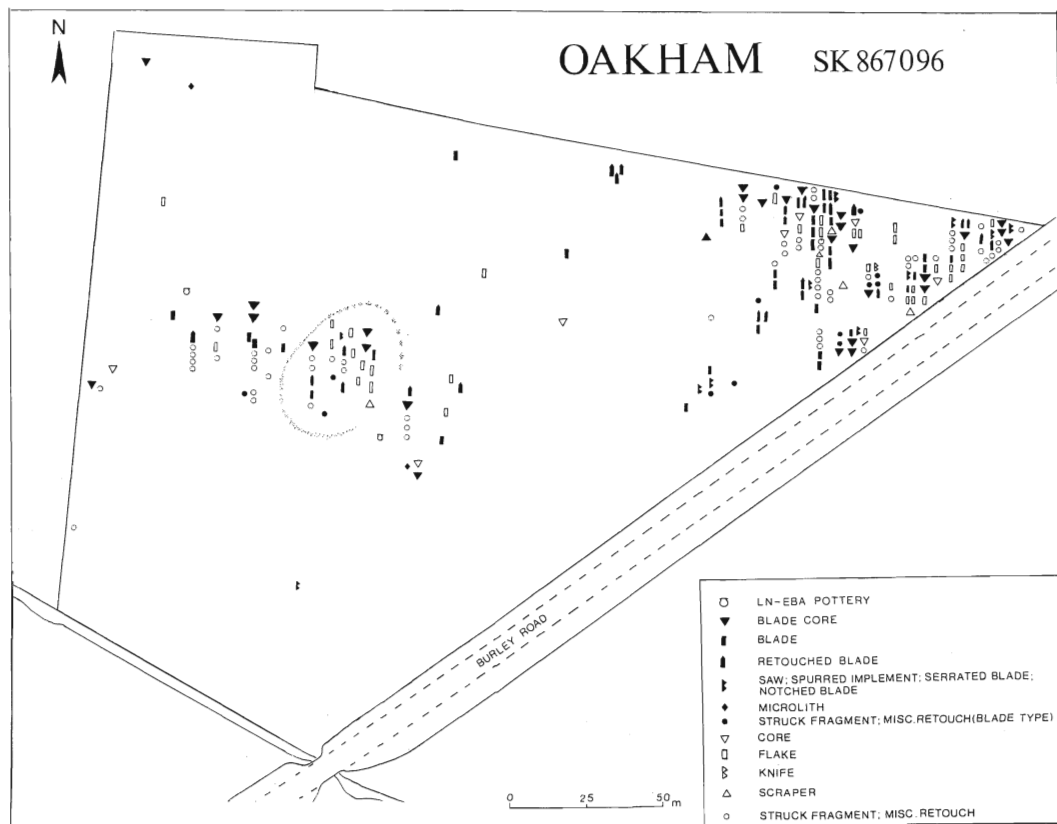 N
OAKHAM SK 867096
BURLEY ROAD
LN-EBA POTTERY
BLADE CORE
BLADE
RETOUCHED BLADE
SAW; SPURRED IMPLEMENT; SERRATED BLADE;
NOTCHED BLADE
MICROLITH
STRUCK FRAGMENT; MISC. RETOUCH(BLADE TYPE)
CORE
FLAKE
KNIFE
SCRAPER
STRUCK FRAGMENT; MISC. RETOUCH
0 25 50m